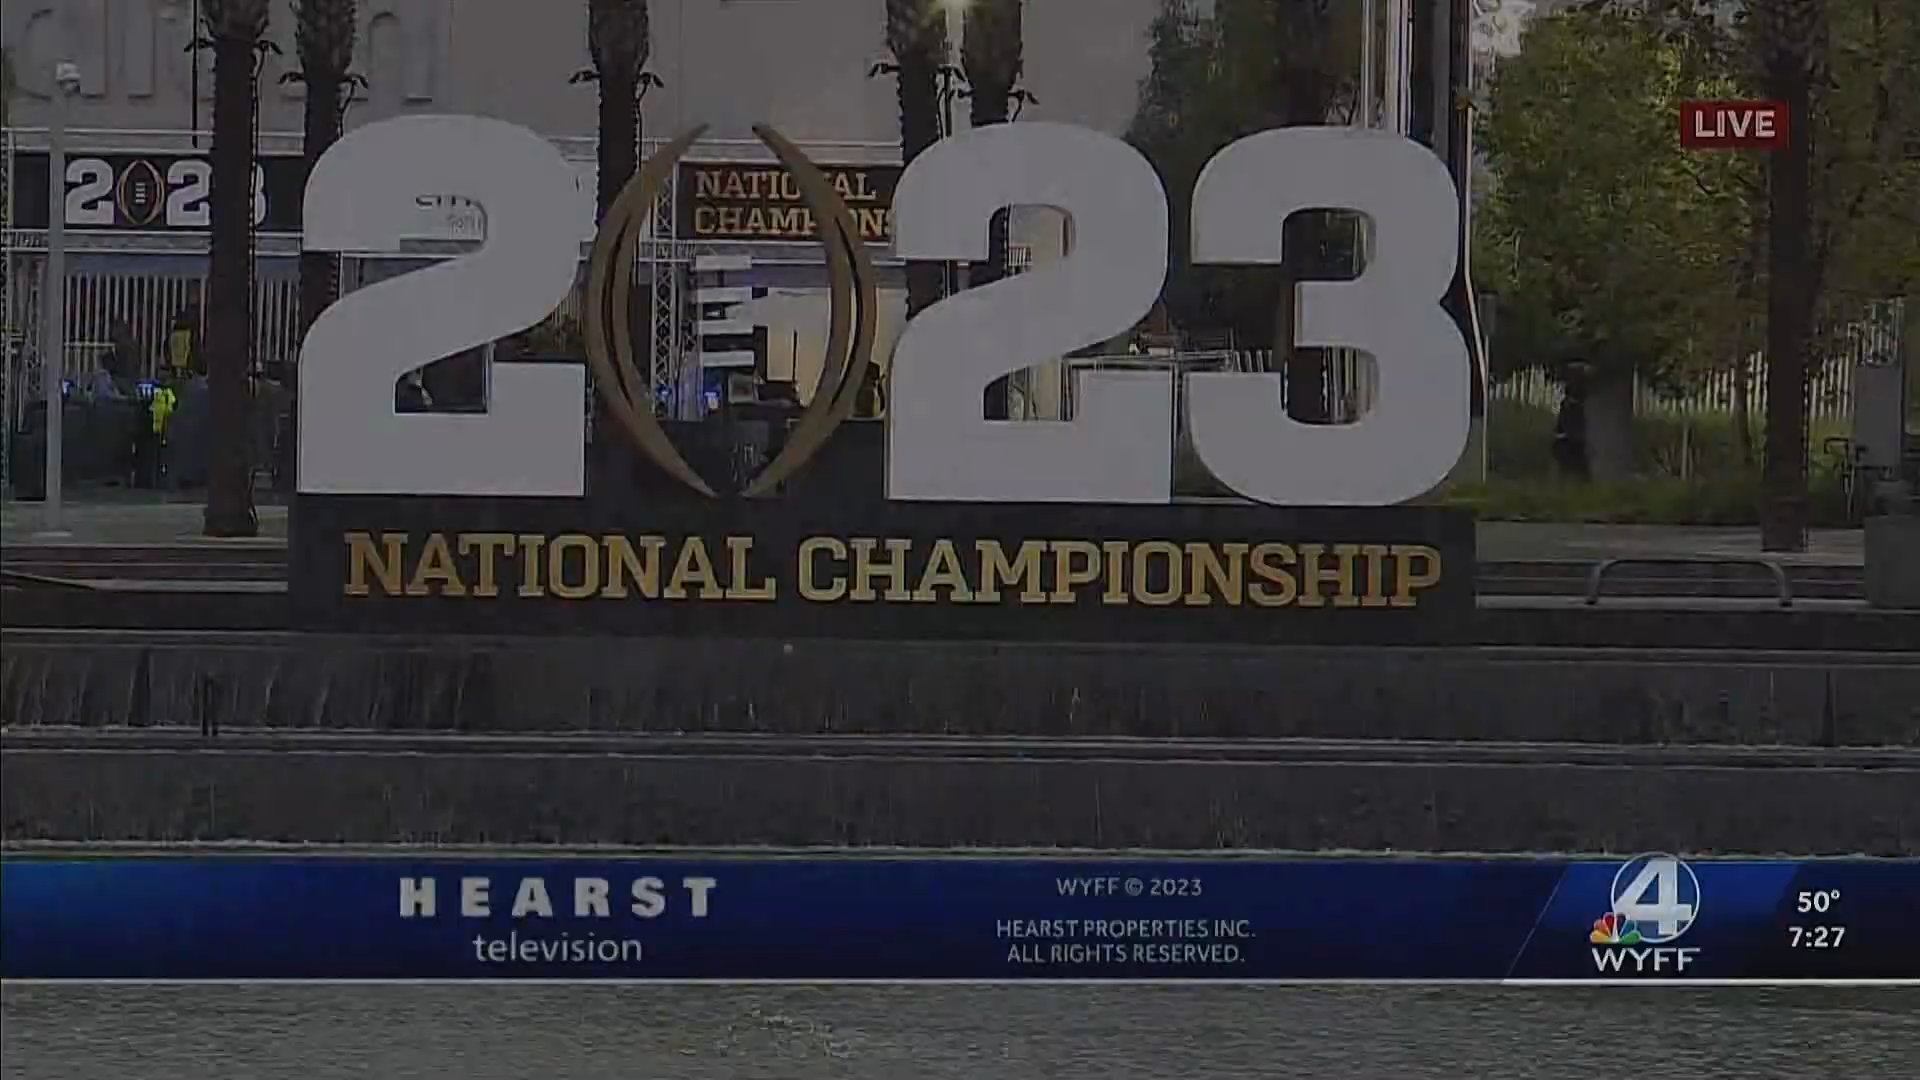 LIVE
2023
NATIONAL
CHAMPIONS
2023
NATIONAL CHAMPIONSHIP
HEARST
television
WYFF © 2023
HEARST PROPERTIES INC.
ALL RIGHTS RESERVED.
4
WYFF
50°
7:27